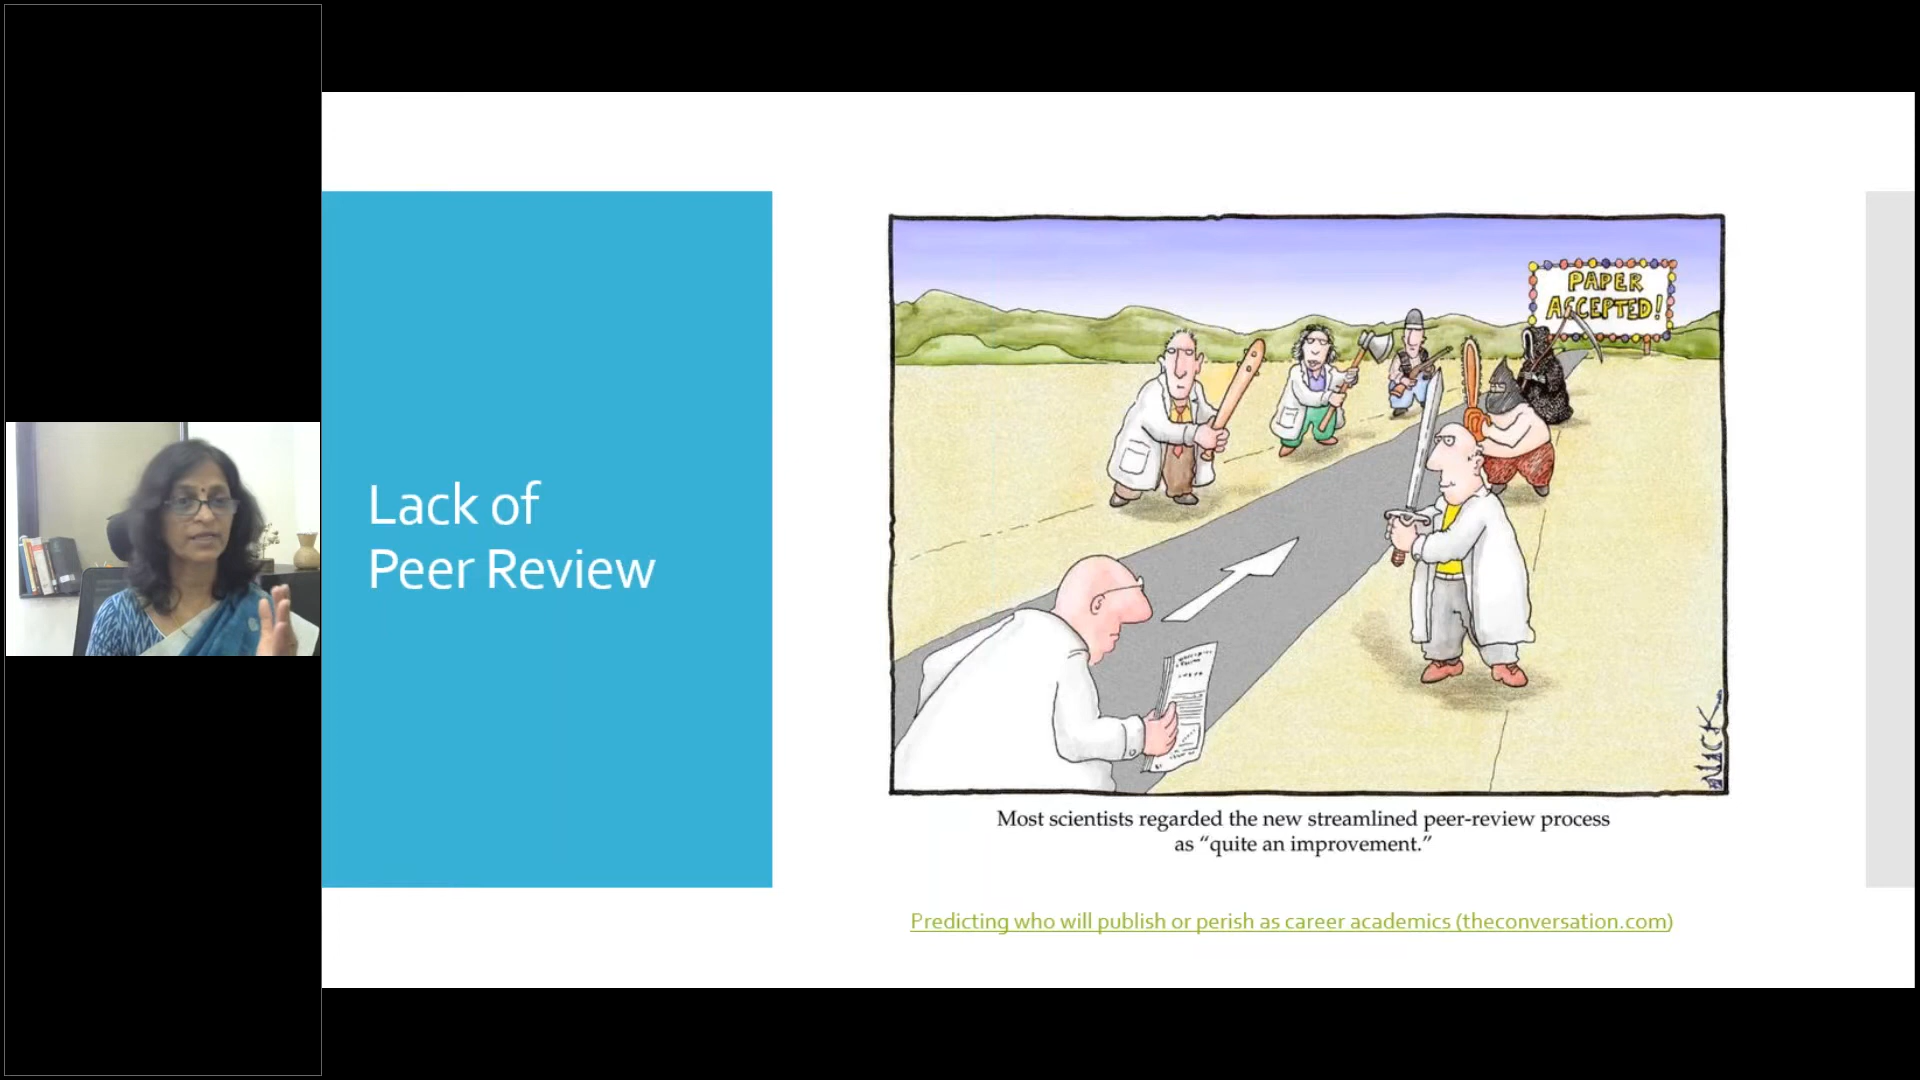 Lack of
Peer Review
PAPER
ACCEPTED!
NICK
Most scientists regarded the new streamlined peer-review process
as “quite an improvement.”
Predicting who will publish or perish as career academics (theconversation.com)